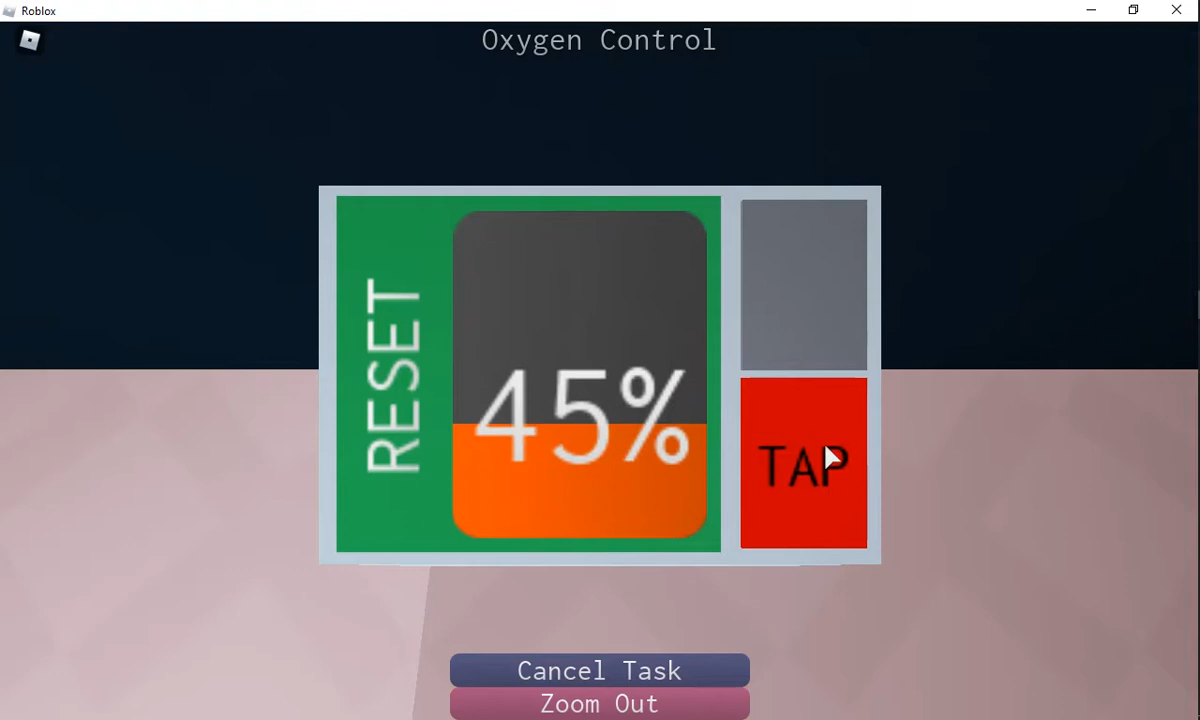 Roblox
Oxygen Control
RESET
45%
TAP
Cancel Task
Zoom Out